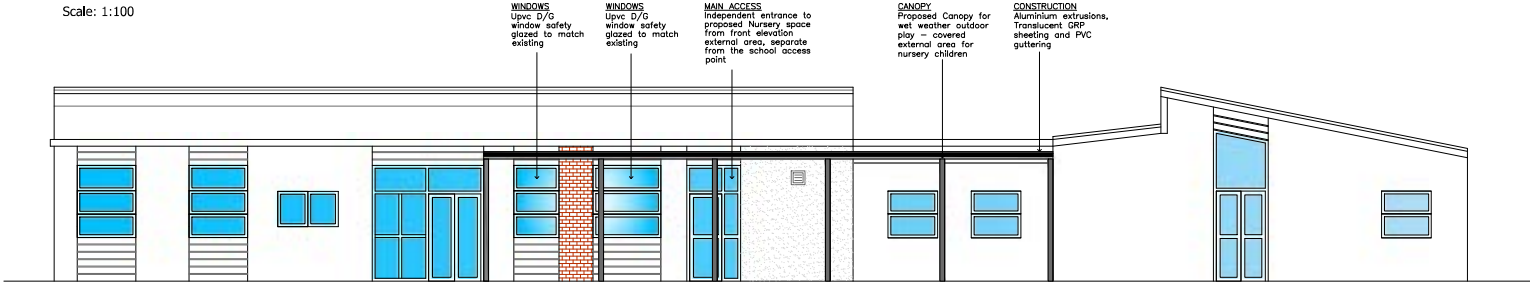 Scale: 1:100
WINDOWS
Upvc D/G
window safety
glazed to match
existing
WINDOWS
Upvc D/G
window safety
glazed to match
existing
MAIN ACCESS
Independent entrance to
proposed Nursery space
from front elevation
external area, separate
from the school access
point
CANOPY
Proposed Canopy for
wet weather outdoor
play – covered
external area for
nursery children
CONSTRUCTION
Aluminium extrusions,
Translucent GRP
sheeting and PVC
guttering